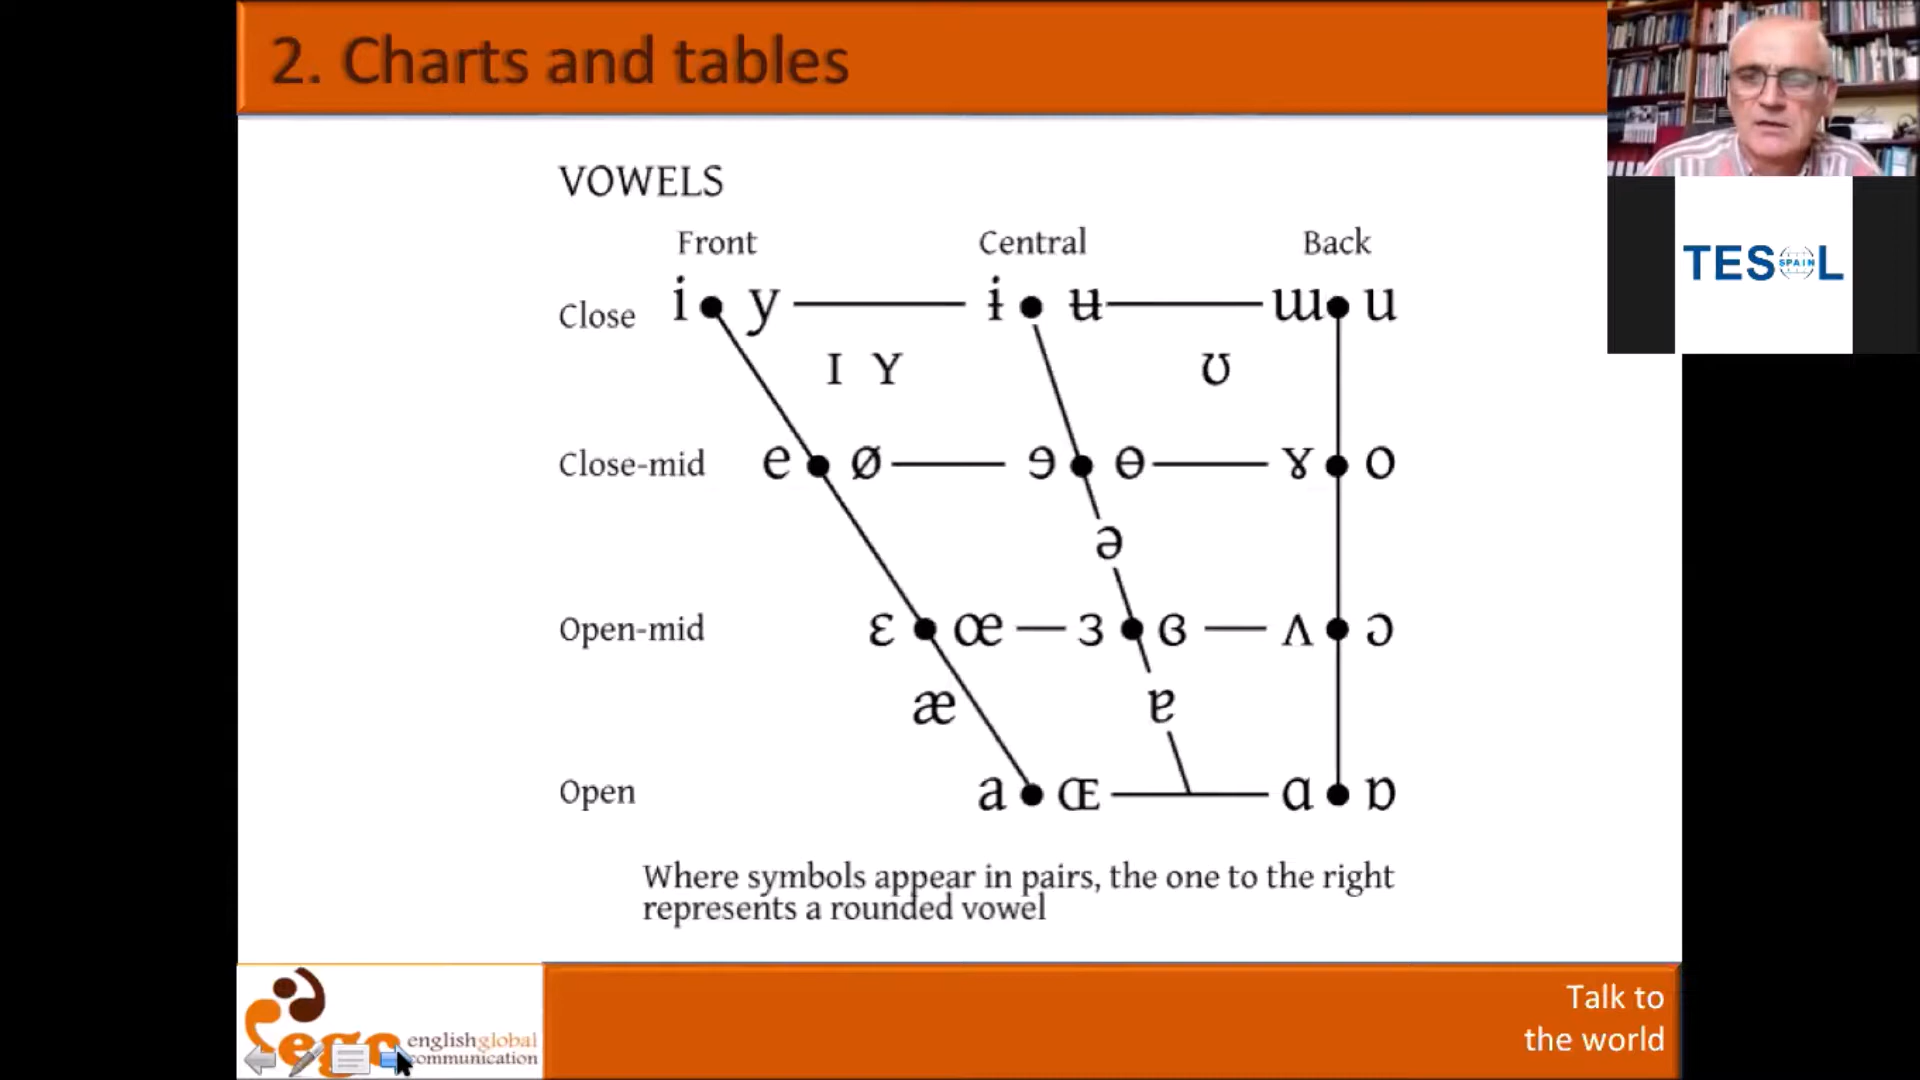 2. Charts and tables
TESOL
SPAIN
VOWELS
Front Central Back
Close i y ɨ ʉ ɯ u
ɪ ʏ ʊ
Close-mid e ø ɘ ɵ ɤ o
ə
Open-mid ɛ œ ɜ ɞ ʌ ɔ
æ ɐ
Open a ɶ ɑ ɒ
Where symbols appear in pairs, the one to the right
represents a rounded vowel
ego
englishglobal
communication
Talk to
the world